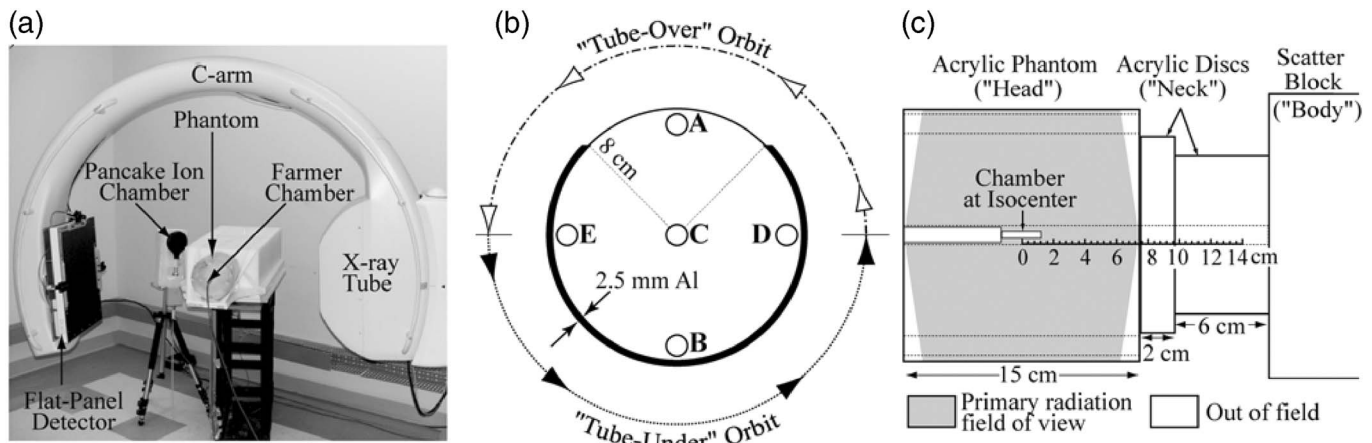 (a)
C-arm
Phantom
Pancake Ion
Chamber
Farmer
Chamber
X-ray
Tube
Flat-Panel
Detector
(b)
"Tube-Over" Orbit
A
8 cm
E
C
D
2.5 mm Al
B
"Tube-Under" Orbit
(c)
Acrylic Phantom
("Head")
Acrylic Discs
("Neck")
Scatter
Block
("Body")
Chamber
at Isocenter
0 2 4 6 8 10 12 14 cm
6 cm
2 cm
15 cm
Primary radiation
field of view
Out of field